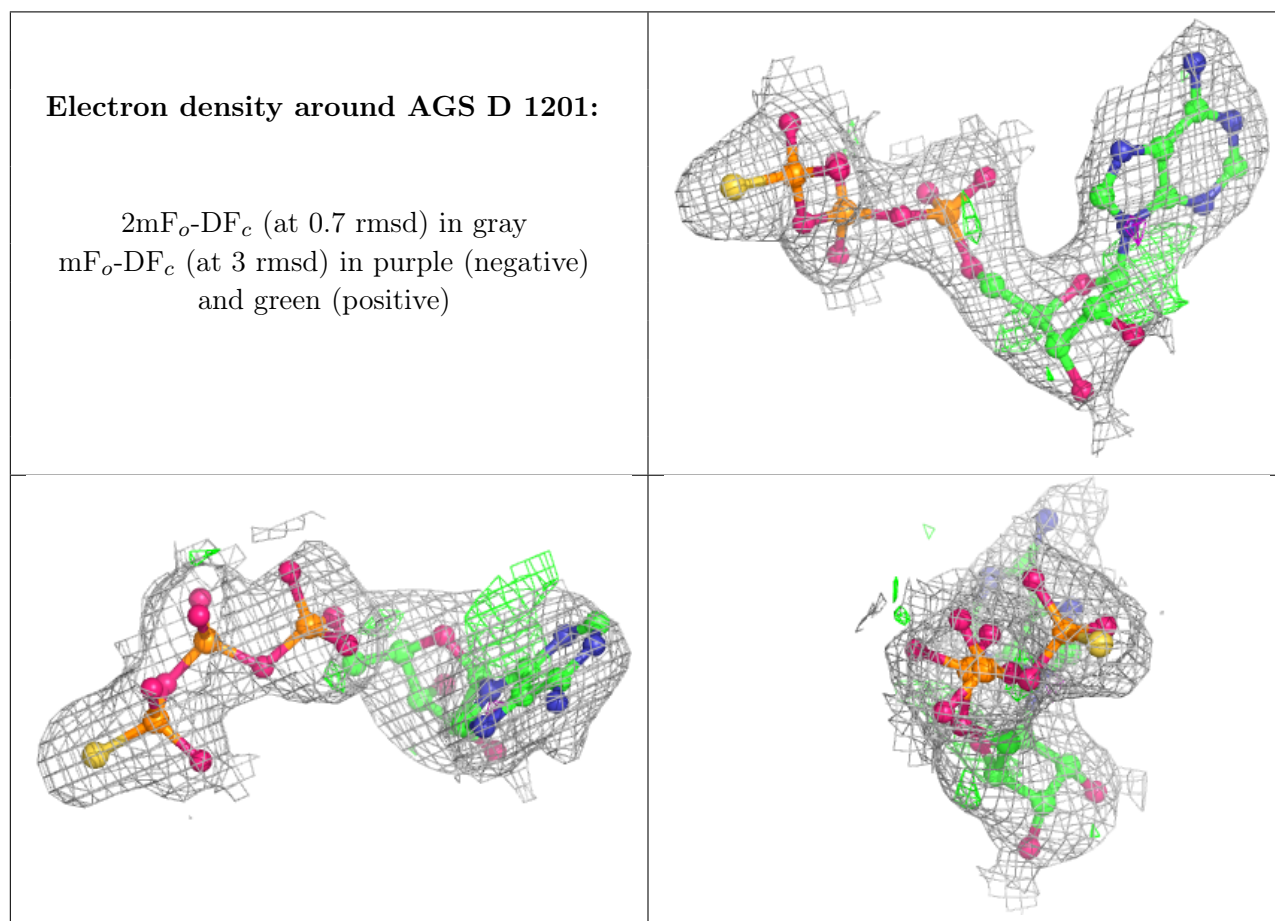 Electron density around AGS D 1201:
2mFₒ-DF𝒸 (at 0.7 rmsd) in gray
mFₒ-DF𝒸 (at 3 rmsd) in purple (negative)
and green (positive)